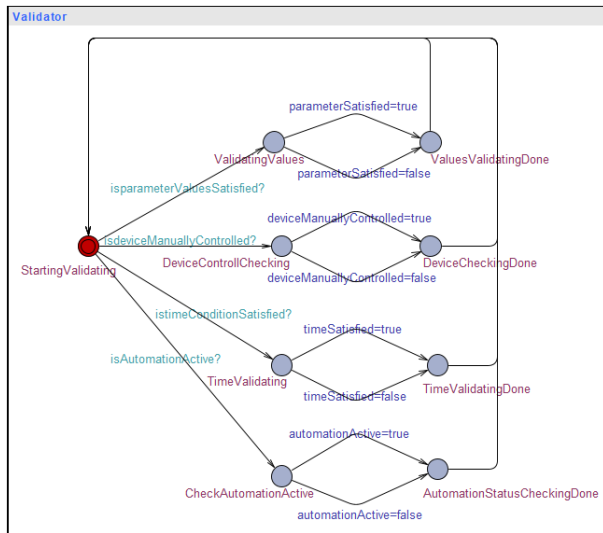 Validator
parameterSatisfied=true
ValidatingValues
ValuesValidatingDone
parameterSatisfied=false
isparameterValuesSatisfied?
deviceManuallyControlled=true
isdeviceManuallyControlled?
StartingValidating
DeviceControllChecking
DeviceCheckingDone
deviceManuallyControlled=false
istimeConditionSatisfied?
timeSatisfied=true
isAutomationActive?
TimeValidating
TimeValidatingDone
timeSatisfied=false
automationActive=true
CheckAutomationActive
AutomationStatusCheckingDone
automationActive=false